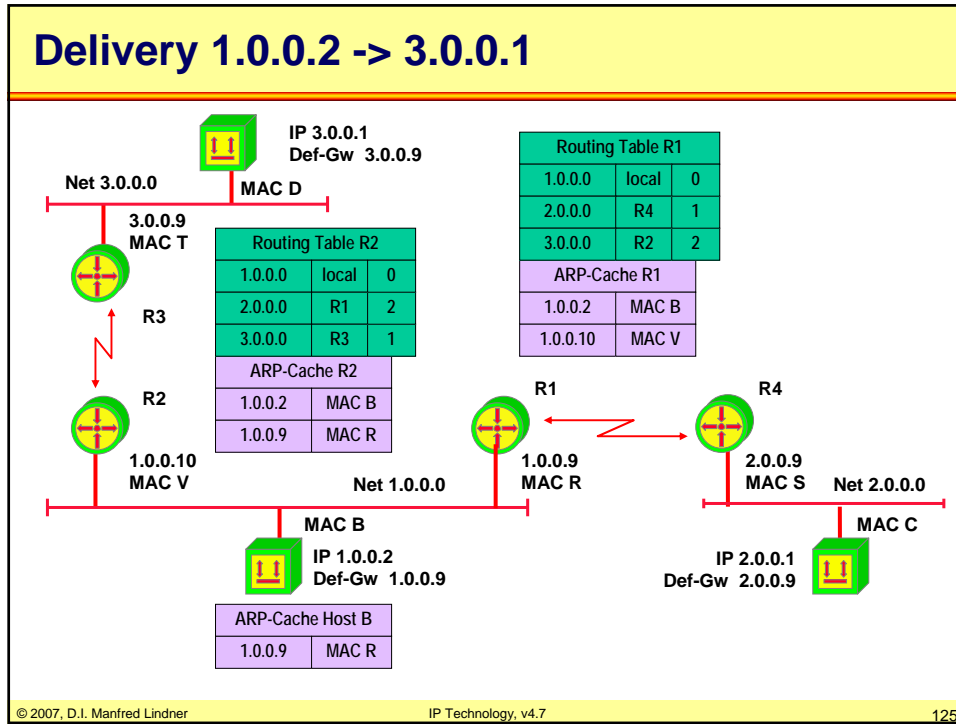 Delivery 1.0.0.2 -> 3.0.0.1
IP 3.0.0.1
Def-Gw 3.0.0.9
MAC D
Net 3.0.0.0
3.0.0.9
MAC T
R3
Routing Table R2
1.0.0.0 local 0
2.0.0.0 R1 2
3.0.0.0 R3 1
ARP-Cache R2
1.0.0.2 MAC B
1.0.0.9 MAC R
Routing Table R1
1.0.0.0 local 0
2.0.0.0 R4 1
3.0.0.0 R2 2
ARP-Cache R1
1.0.0.2 MAC B
1.0.0.10 MAC V
R2
1.0.0.10
MAC V
R1
1.0.0.9
MAC R
Net 1.0.0.0
R4
2.0.0.9
MAC S
Net 2.0.0.0
MAC B
IP 1.0.0.2
Def-Gw 1.0.0.9
MAC C
IP 2.0.0.1
Def-Gw 2.0.0.9
ARP-Cache Host B
1.0.0.9 MAC R
© 2007, D.I. Manfred Lindner
IP Technology, v4.7
125